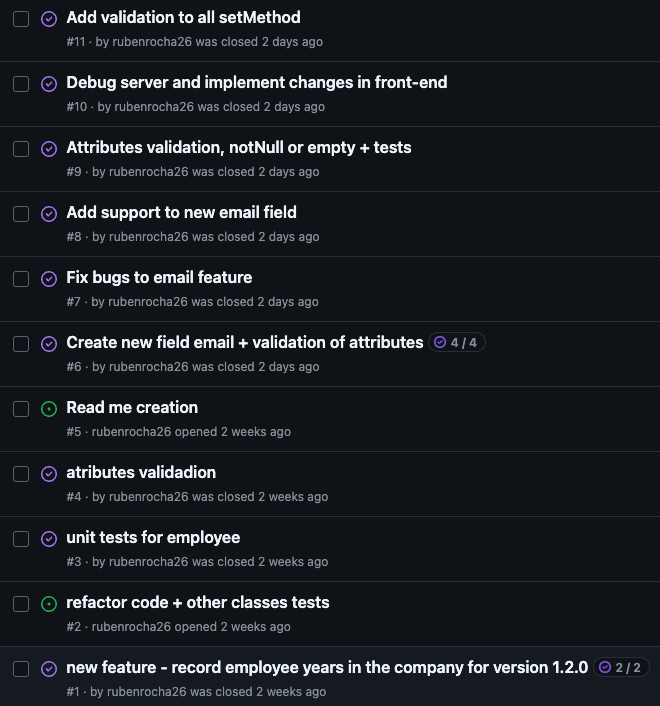 Add validation to all setMethod
#11 · by rubenrocha26 was closed 2 days ago
Debug server and implement changes in front-end
#10 · by rubenrocha26 was closed 2 days ago
Attributes validation, notNull or empty + tests
#9 · by rubenrocha26 was closed 2 days ago
Add support to new email field
#8 · by rubenrocha26 was closed 2 days ago
Fix bugs to email feature
#7 · by rubenrocha26 was closed 2 days ago
Create new field email + validation of attributes 4 / 4
#6 · by rubenrocha26 was closed 2 days ago
Read me creation
#5 · rubenrocha26 opened 2 weeks ago
atributes validadion
#4 · by rubenrocha26 was closed 2 weeks ago
unit tests for employee
#3 · by rubenrocha26 was closed 2 weeks ago
refactor code + other classes tests
#2 · rubenrocha26 opened 2 weeks ago
new feature - record employee years in the company for version 1.2.0 2 / 2
#1 · by rubenrocha26 was closed 2 weeks ago